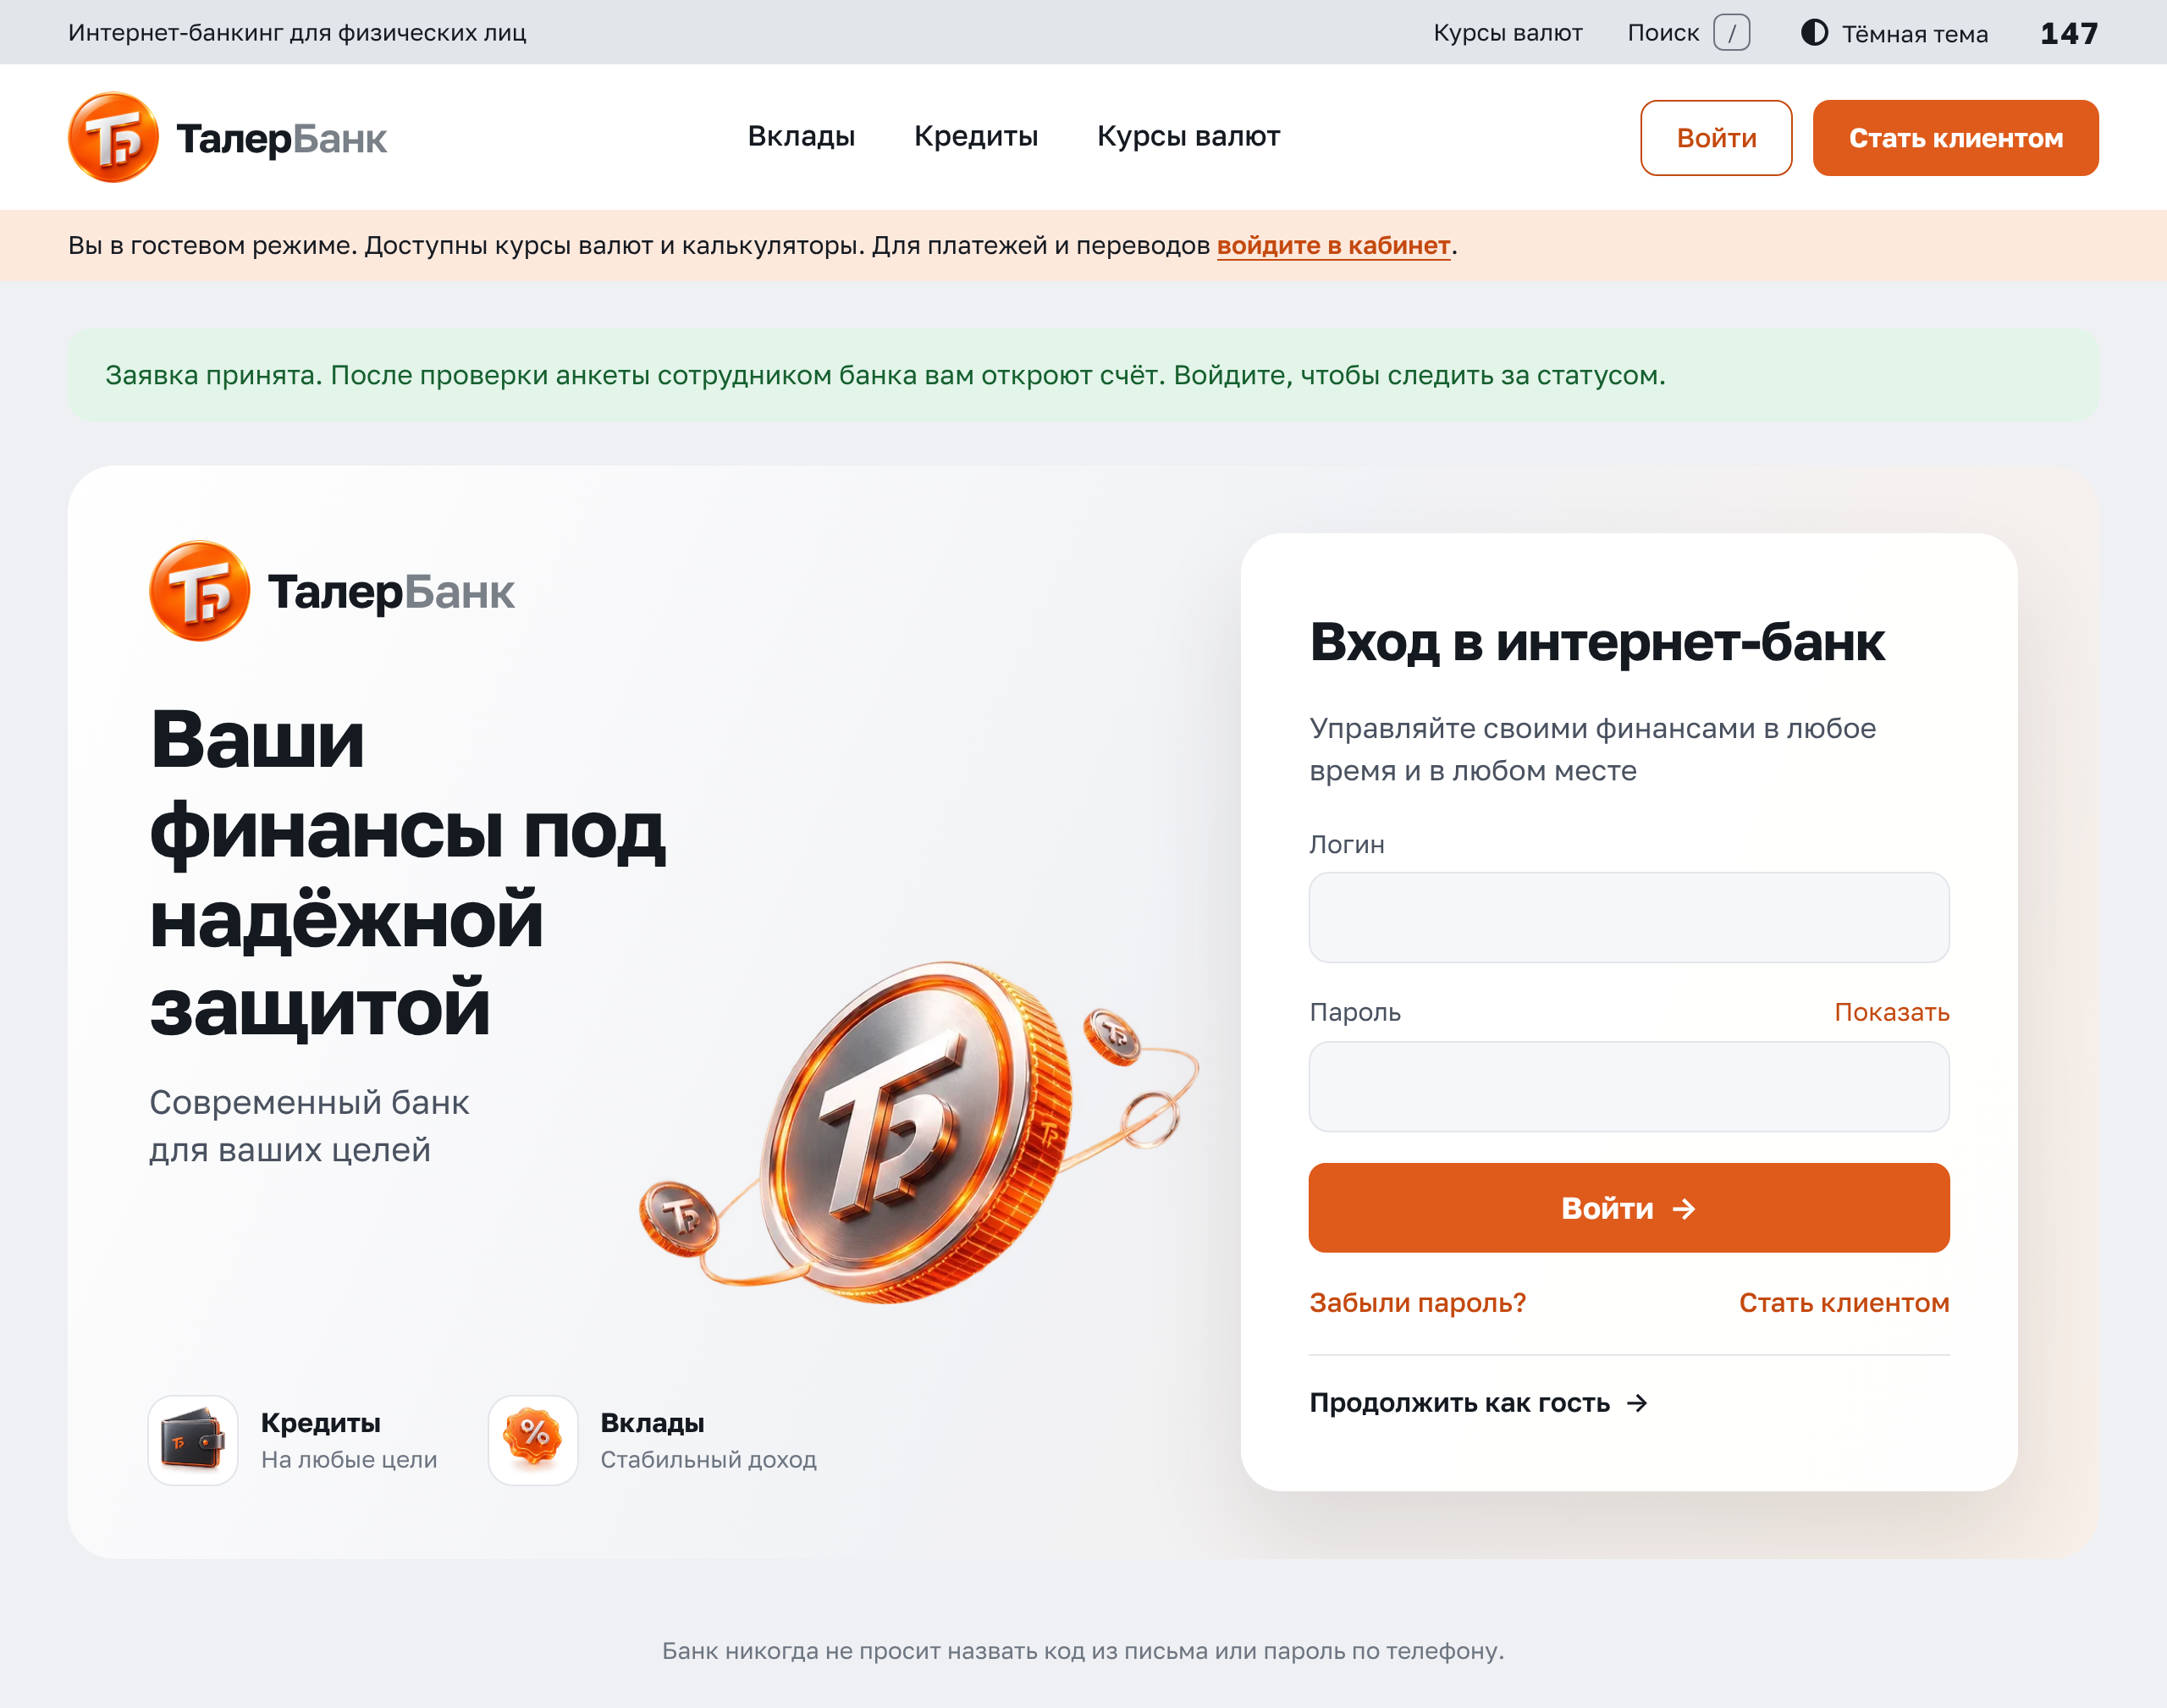 Интернет-банкинг для физических лиц
Курсы валют
Поиск /
Тёмная тема
147
ТалерБанк
Вклады
Кредиты
Курсы валют
Войти
Стать клиентом
Вы в гостевом режиме. Доступны курсы валют и калькуляторы. Для платежей и переводов войдите в кабинет.
Заявка принята. После проверки анкеты сотрудником банка вам откроют счёт. Войдите, чтобы следить за статусом.
ТалерБанк
Ваши
финансы под
надёжной
защитой
Современный банк
для ваших целей
Кредиты
На любые цели
%
Вклады
Стабильный доход
Вход в интернет-банк
Управляйте своими финансами в любое
время и в любом месте
Логин
Пароль
Показать
Войти →
Забыли пароль?
Стать клиентом
Продолжить как гость →
Банк никогда не просит назвать код из письма или пароль по телефону.